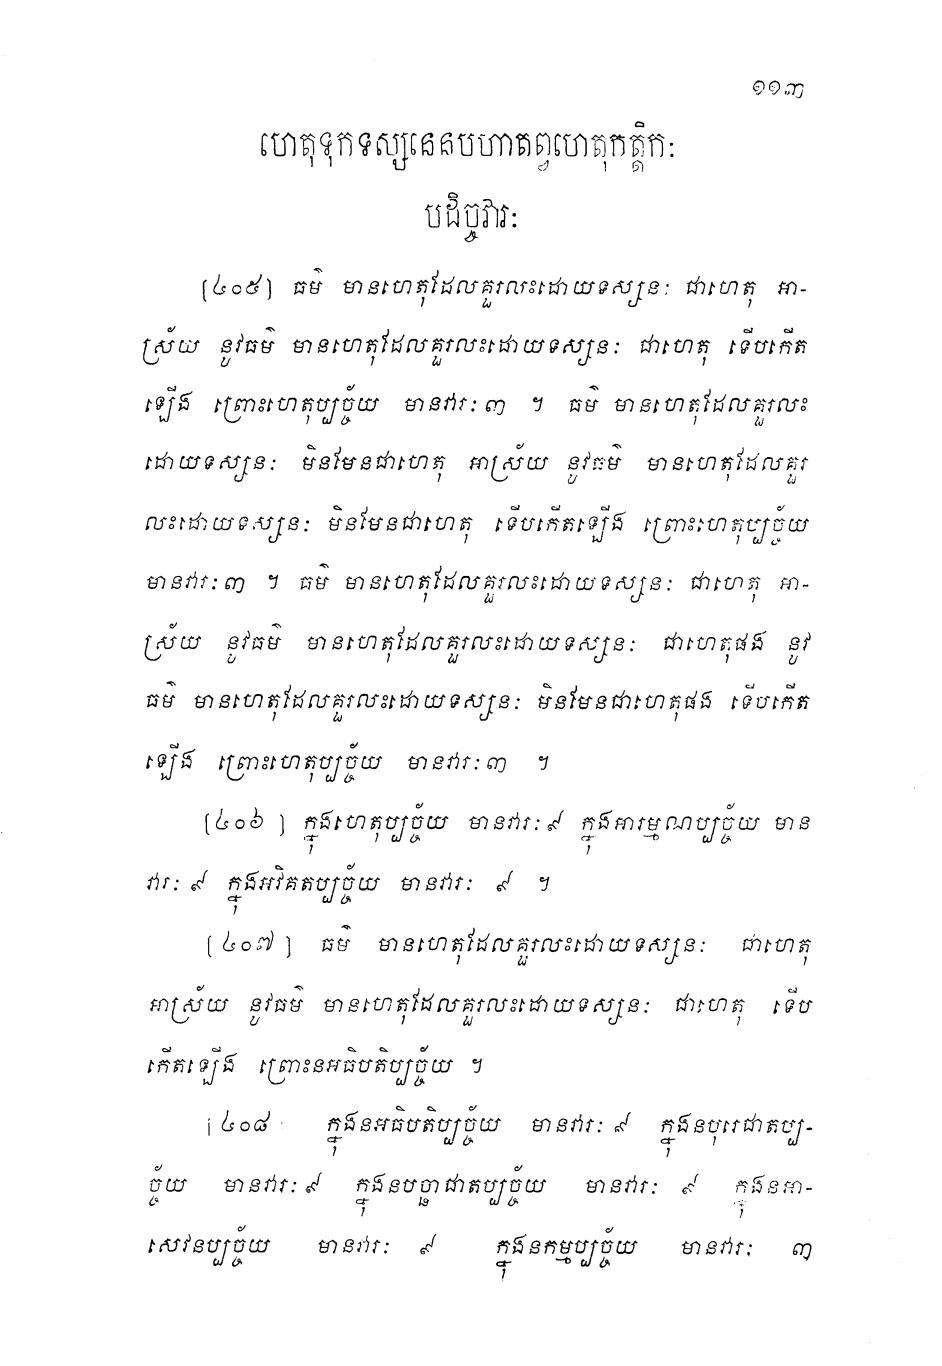 ១១៣
ហេតុទុកទស្សនេនបហាតព្វហេតុកត្តិកៈ
បដិច្ចវារៈ
[៤០៥] ធម៌ មានហេតុដែលគួរលះដោយទស្សនៈ ជាហេតុ អា-
ស្រ័យ នូវធម៌ មានហេតុដែលគួរលះដោយទស្សនៈ ជាហេតុ ទើបកើត
ឡើង ព្រោះហេតុប្បច្ច័យ មានវារៈ៣ ។ ធម៌ មានហេតុដែលគួរលះ
ដោយទស្សនៈ មិនមែនជាហេតុ អាស្រ័យ នូវធម៌ មានហេតុដែលគួរ
លះដោយទស្សនៈ មិនមែនជាហេតុ ទើបកើតឡើង ព្រោះហេតុប្បច្ច័យ
មានវារៈ៣ ។ ធម៌ មានហេតុដែលគួរលះដោយទស្សនៈ ជាហេតុ អា-
ស្រ័យ នូវធម៌ មានហេតុដែលគួរលះដោយទស្សនៈ ជាហេតុផង នូវ
ធម៌ មានហេតុដែលគួរលះដោយទស្សនៈ មិនមែនជាហេតុផង ទើបកើត
ឡើង ព្រោះហេតុប្បច្ច័យ មានវារៈ៣ ។
[៤០៦] ក្នុងហេតុប្បច្ច័យ មានវារៈ៩ ក្នុងអារម្មណប្បច្ច័យ មាន
វារៈ ៩ ក្នុងអវិគតប្បច្ច័យ មានវារៈ ៩ ។
[៤០៧] ធម៌ មានហេតុដែលគួរលះដោយទស្សនៈ ជាហេតុ
អាស្រ័យ នូវធម៌ មានហេតុដែលគួរលះដោយទស្សនៈ ជាហេតុ ទើប
កើតឡើង ព្រោះនអធិបតិប្បច្ច័យ ។
[៤០៨ ក្នុងនអធិបតិប្បច្ច័យ មានវារៈ៩ ក្នុងនបុរេជាតប្ប-
ច្ច័យ មានវារៈ៩ ក្នុងនបច្ឆាជាតប្បច្ច័យ មានវារៈ ៩ ក្នុងនអា-
សេវនប្បច្ច័យ មានវារៈ ៩ ក្នុងនកម្មប្បច្ច័យ មានវារៈ ៣